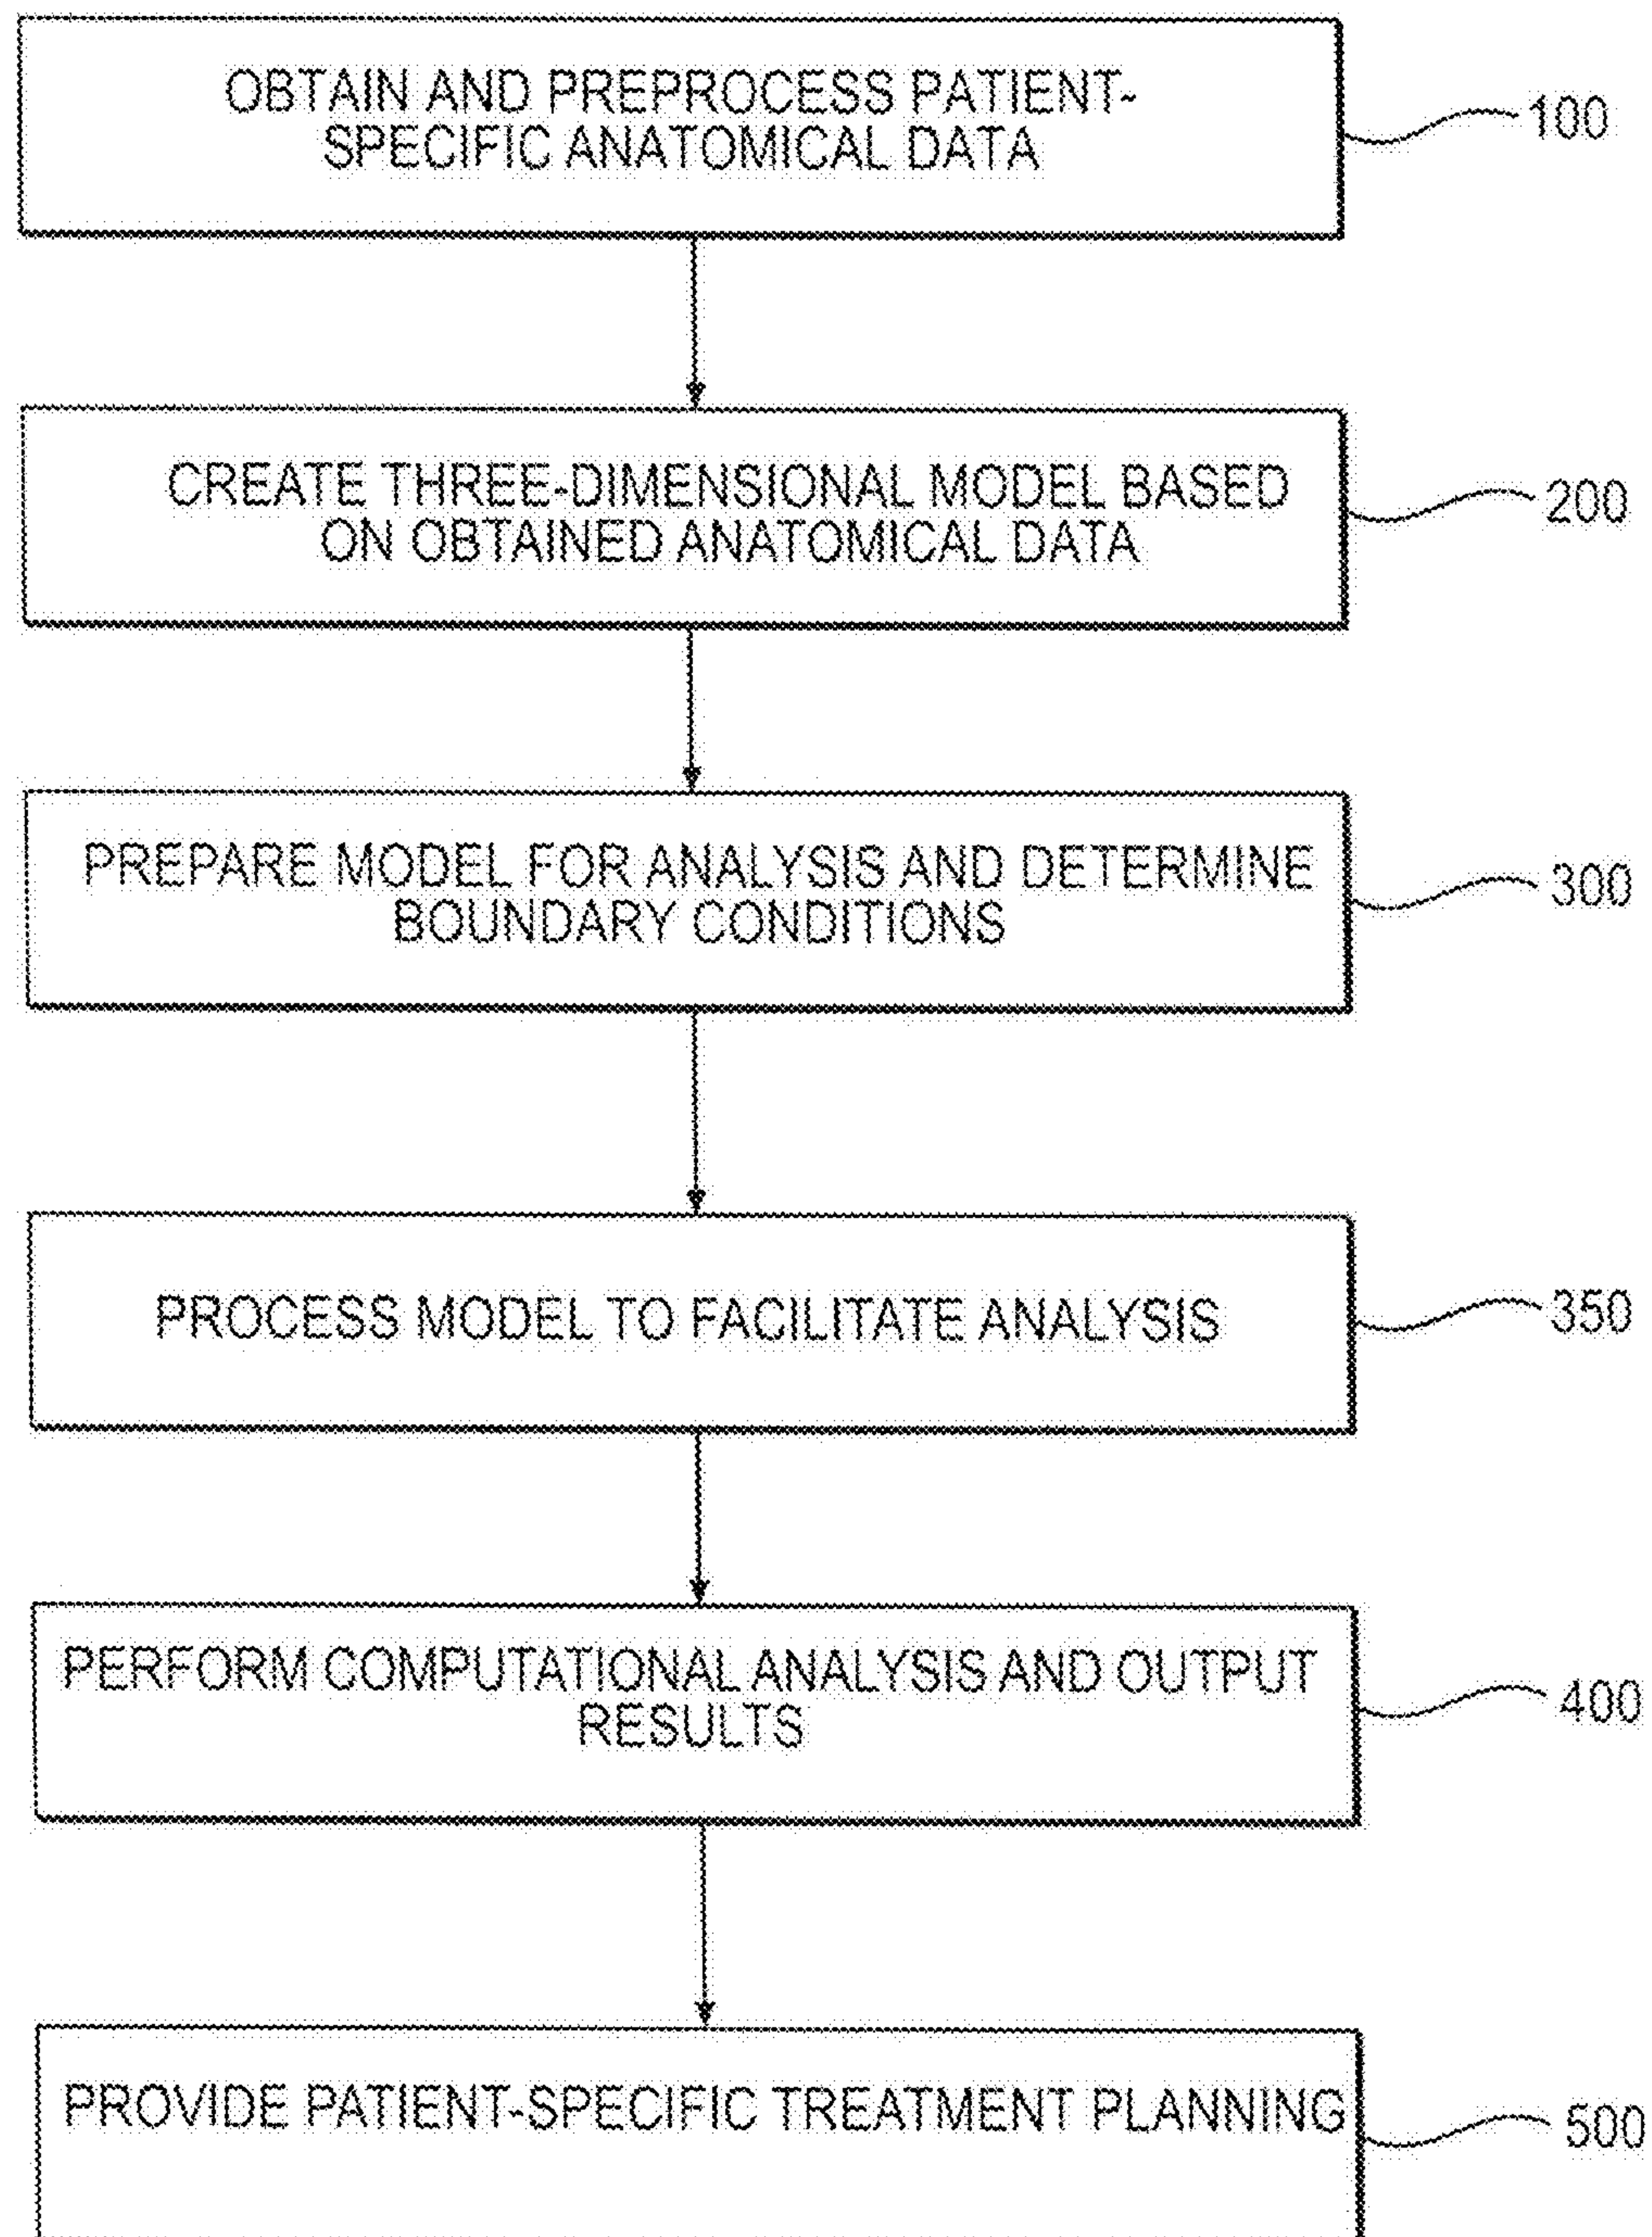 OBTAIN AND PREPROCESS PATIENT-
SPECIFIC ANATOMICAL DATA
100
CREATE THREE-DIMENSIONAL MODEL BASED
ON OBTAINED ANATOMICAL DATA
200
PREPARE MODEL FOR ANALYSIS AND DETERMINE
BOUNDARY CONDITIONS
300
PROCESS MODEL TO FACILITATE ANALYSIS
350
PERFORM COMPUTATIONAL ANALYSIS AND OUTPUT
RESULTS
400
PROVIDE PATIENT-SPECIFIC TREATMENT PLANNING
500